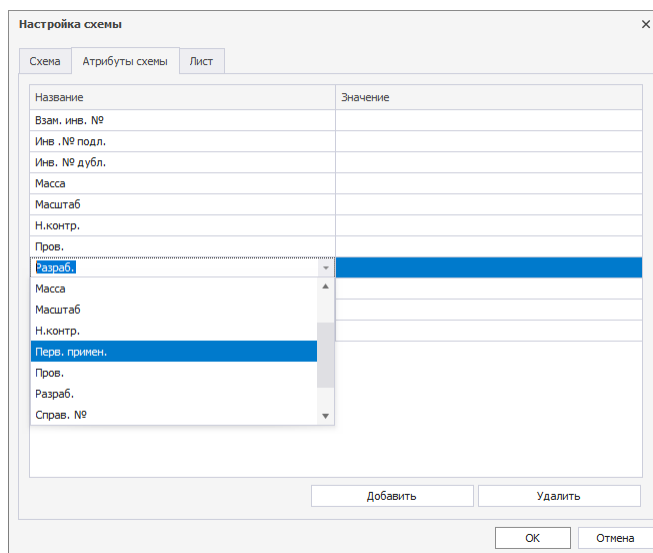 Настройка схемы
Схема Атрибуты схемы Лист
Название Значение
Взам. инв. №
Инв .№ подл.
Инв. № дубл.
Масса
Масштаб
Н.контр.
Пров.
Разраб.
Масса
Масштаб
Н.контр.
Перв. примен.
Пров.
Разраб.
Справ. №
Добавить Удалить
ОК Отмена